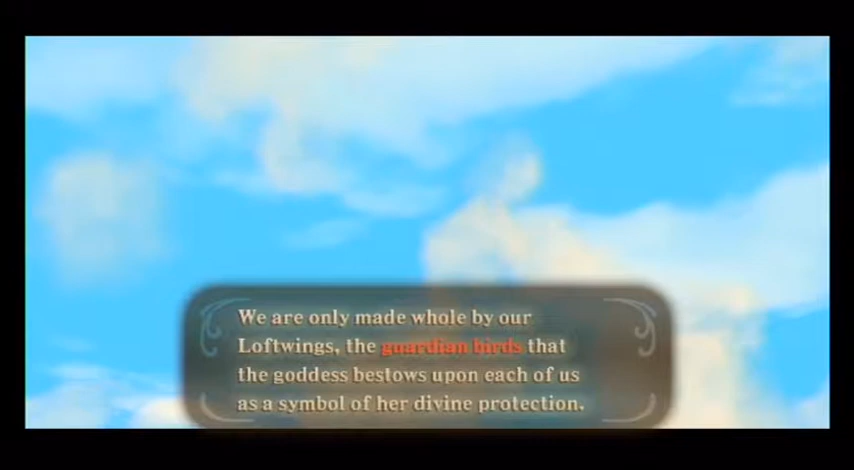 We are only made whole by our
Loftwings, the guardian birds that
the goddess bestows upon each of us
as a symbol of her divine protection.